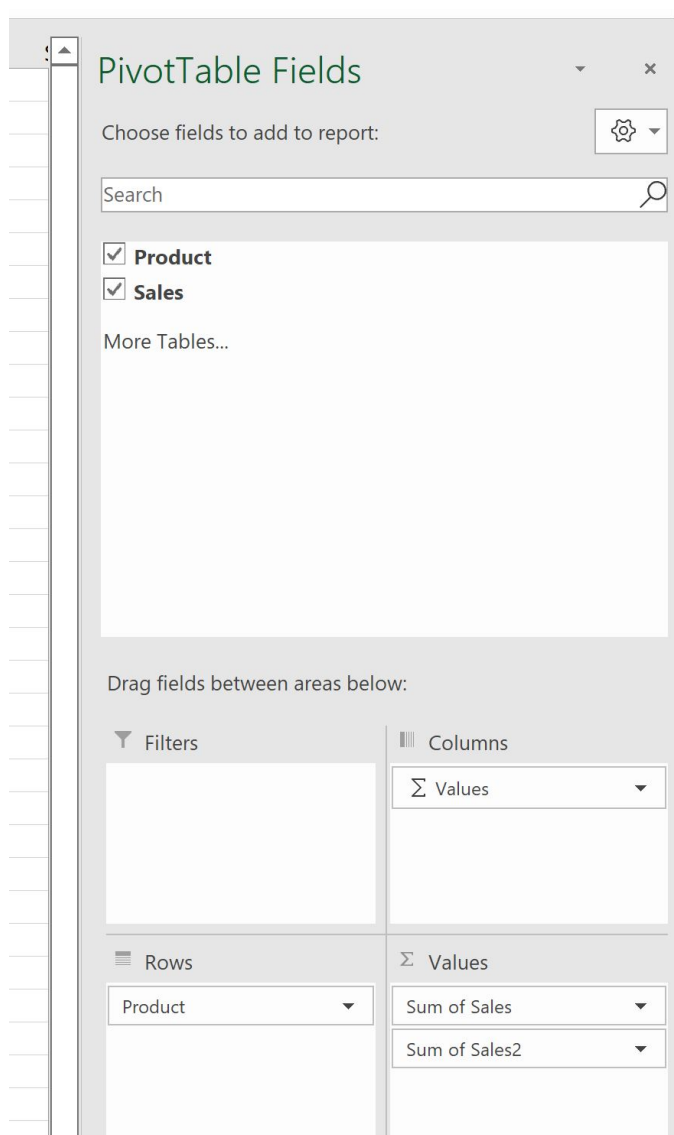 PivotTable Fields
Choose fields to add to report:
Search
Product
Sales
More Tables...
Drag fields between areas below:
Filters
Columns
Σ Values
Rows
Σ Values
Product
Sum of Sales
Sum of Sales2